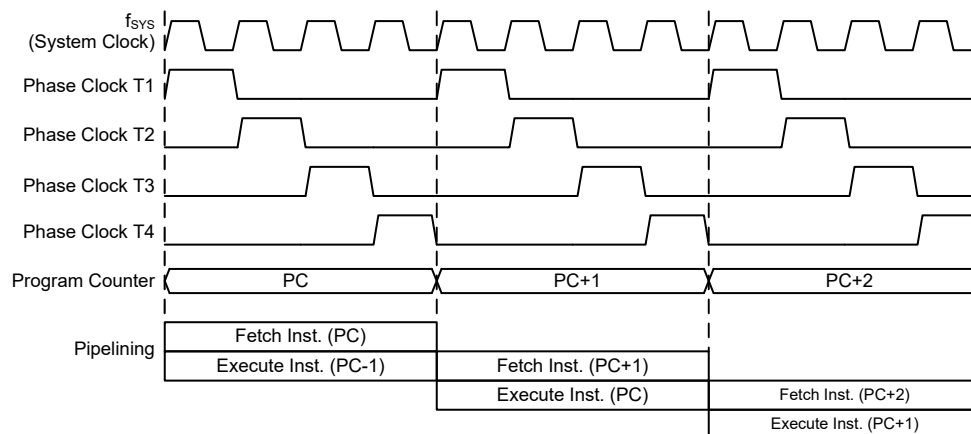 fSYS
(System Clock)
Phase Clock T1
Phase Clock T2
Phase Clock T3
Phase Clock T4
Program Counter
PC
PC+1
PC+2
Pipelining
Fetch Inst. (PC)
Execute Inst. (PC-1)
Fetch Inst. (PC+1)
Execute Inst. (PC)
Fetch Inst. (PC+2)
Execute Inst. (PC+1)